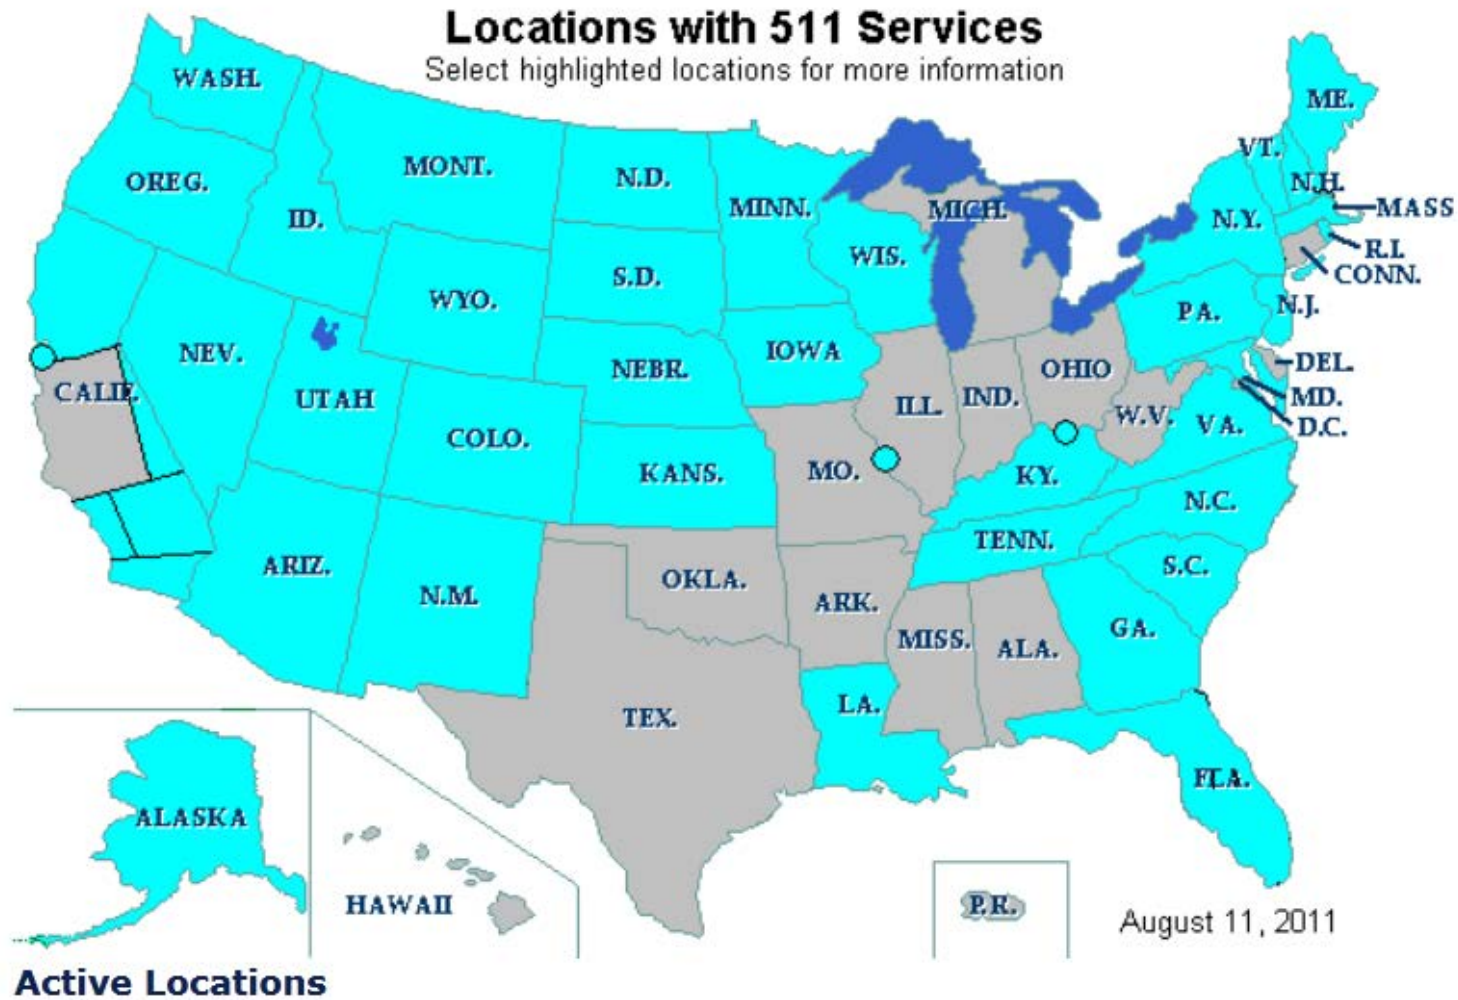 Locations with 511 Services
Select highlighted locations for more information
WASH.
ME.
MONT.
VT.
OREG.
N.D.
N.H.
ID.
MINN.
MICH.
N.Y.
MASS
WIS.
R.I.
CONN.
S.D.
WYO.
N.J.
PA.
NEV.
IOWA
NEBR.
OHIO
DEL.
CALIF.
UTAH
ILL.
IND.
MD.
W.V.
VA.
D.C.
COLO.
KANS.
MO.
KY.
N.C.
TENN.
ARIZ.
N.M.
OKLA.
ARK.
S.C.
MISS.
ALA.
GA.
TEX.
LA.
FLA.
ALASKA
HAWAII
P.R.
August 11, 2011
Active Locations